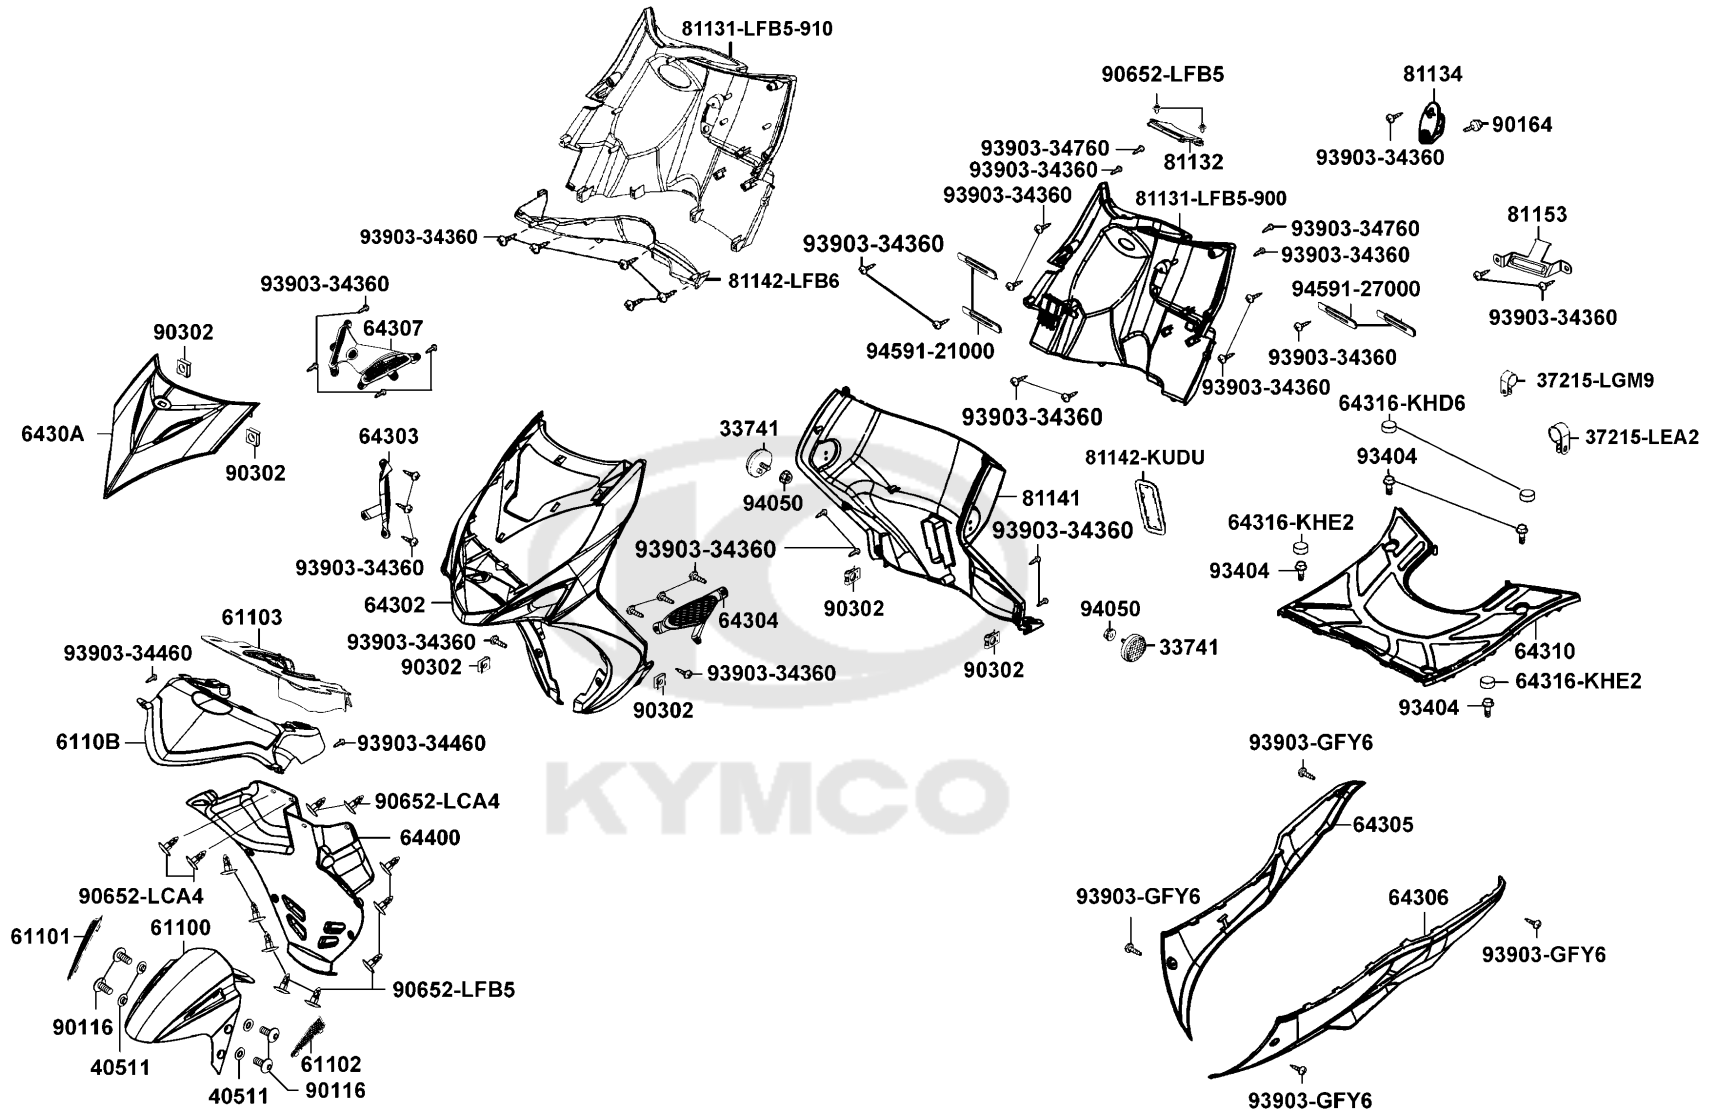 81131-LFB5-910
90652-LFB5
81134
90164
93903-34360
93903-34760
81132
93903-34360
93903-34360
81131-LFB5-900
81153
93903-34760
93903-34360
93903-34360
93903-34360
81142-LFB6
93903-34360
94591-27000
93903-34360
90302
64307
94591-21000
93903-34360
93903-34360
37215-LGM9
64316-KHD6
93903-34360
6430A
64303
33741
37215-LEA2
93404
81142-KUDU
90302
94050
81141
64316-KHE2
93903-34360
93903-34360
93903-34360
93404
64302
90302
94050
61103
64304
93903-34360
33741
64310
93903-34460
90302
90302
93903-34360
64316-KHE2
90302
93404
6110B
93903-34460
93903-GFY6
KYMCO
90652-LCA4
64305
64400
90652-LCA4
93903-GFY6
64306
61101
61100
93903-GFY6
90652-LFB5
90116
61102
40511
90116
40511
93903-GFY6